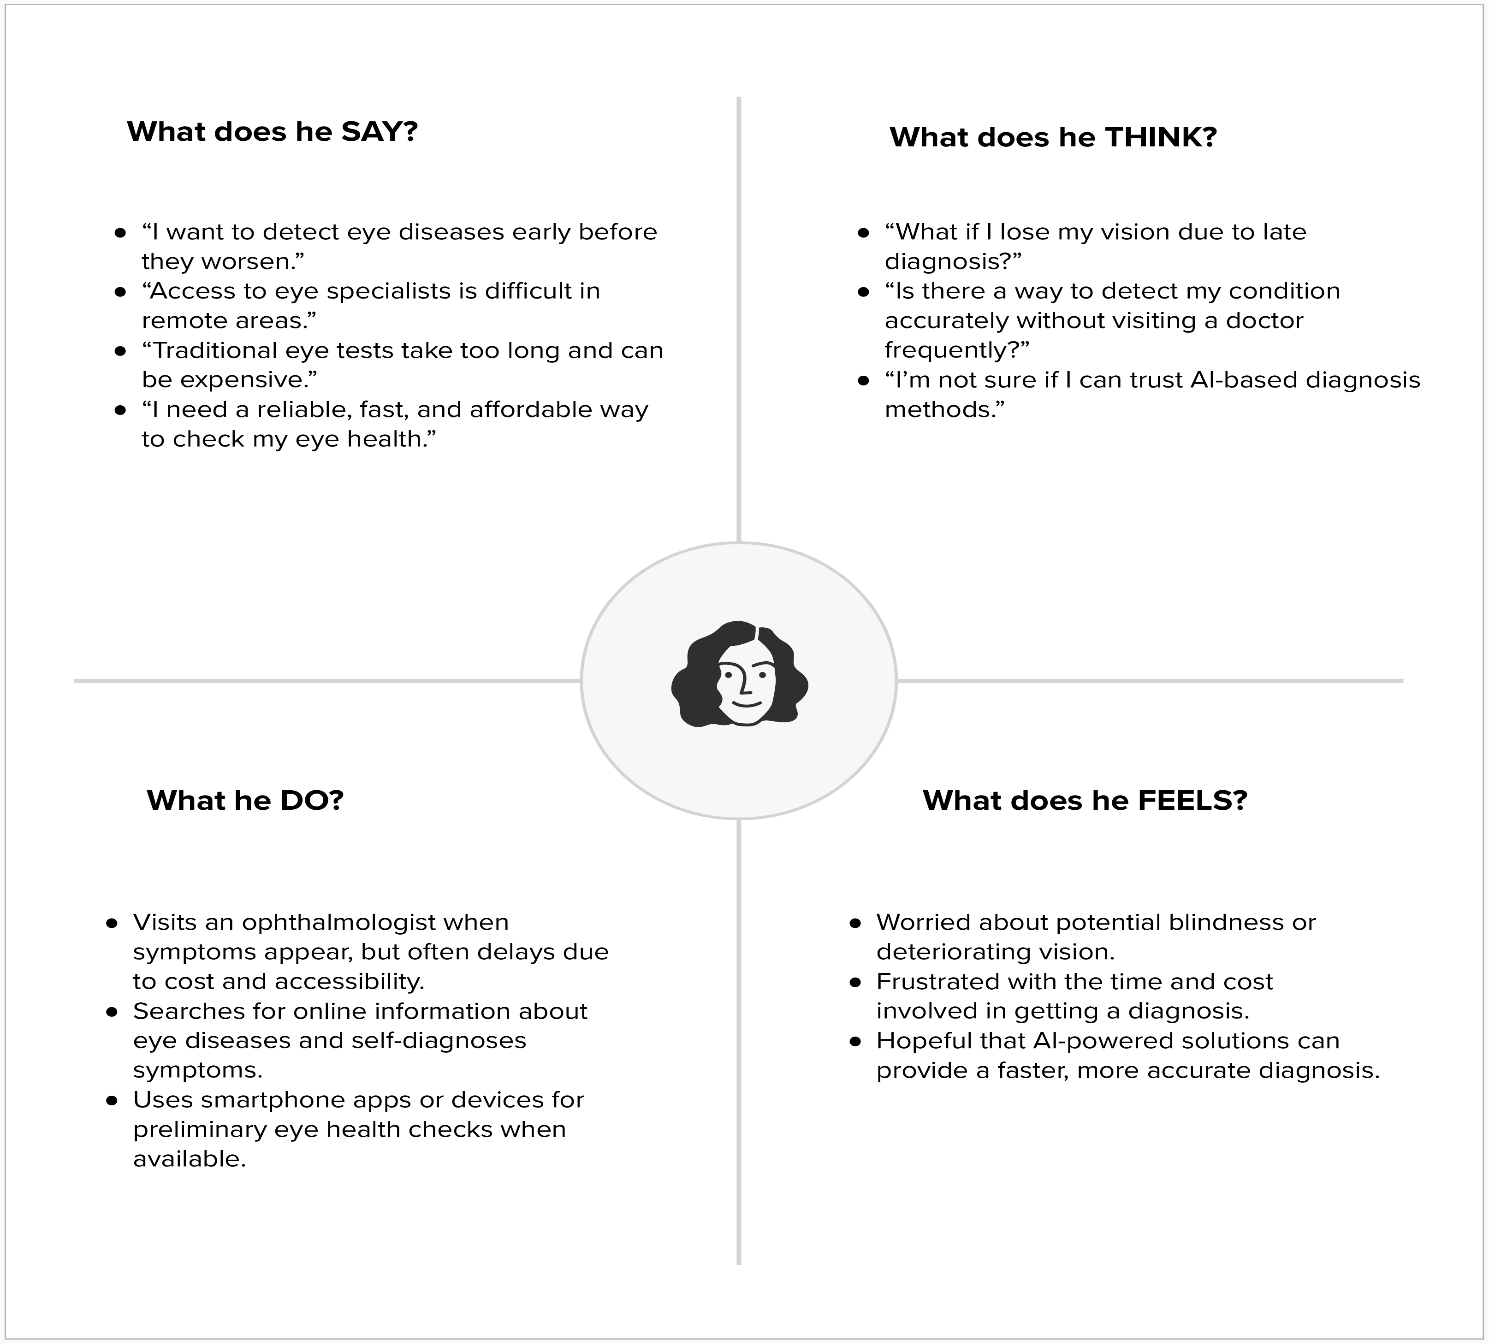 What does he SAY?
● “I want to detect eye diseases early before
they worsen.”
● “Access to eye specialists is difficult in
remote areas.”
● “Traditional eye tests take too long and can
be expensive.”
● “I need a reliable, fast, and affordable way
to check my eye health.”
What does he THINK?
● “What if I lose my vision due to late
diagnosis?”
● “Is there a way to detect my condition
accurately without visiting a doctor
frequently?”
● “I’m not sure if I can trust AI-based diagnosis
methods.”
What he DO?
● Visits an ophthalmologist when
symptoms appear, but often delays due
to cost and accessibility.
● Searches for online information about
eye diseases and self-diagnoses
symptoms.
● Uses smartphone apps or devices for
preliminary eye health checks when
available.
What does he FEELS?
● Worried about potential blindness or
deteriorating vision.
● Frustrated with the time and cost
involved in getting a diagnosis.
● Hopeful that AI-powered solutions can
provide a faster, more accurate diagnosis.